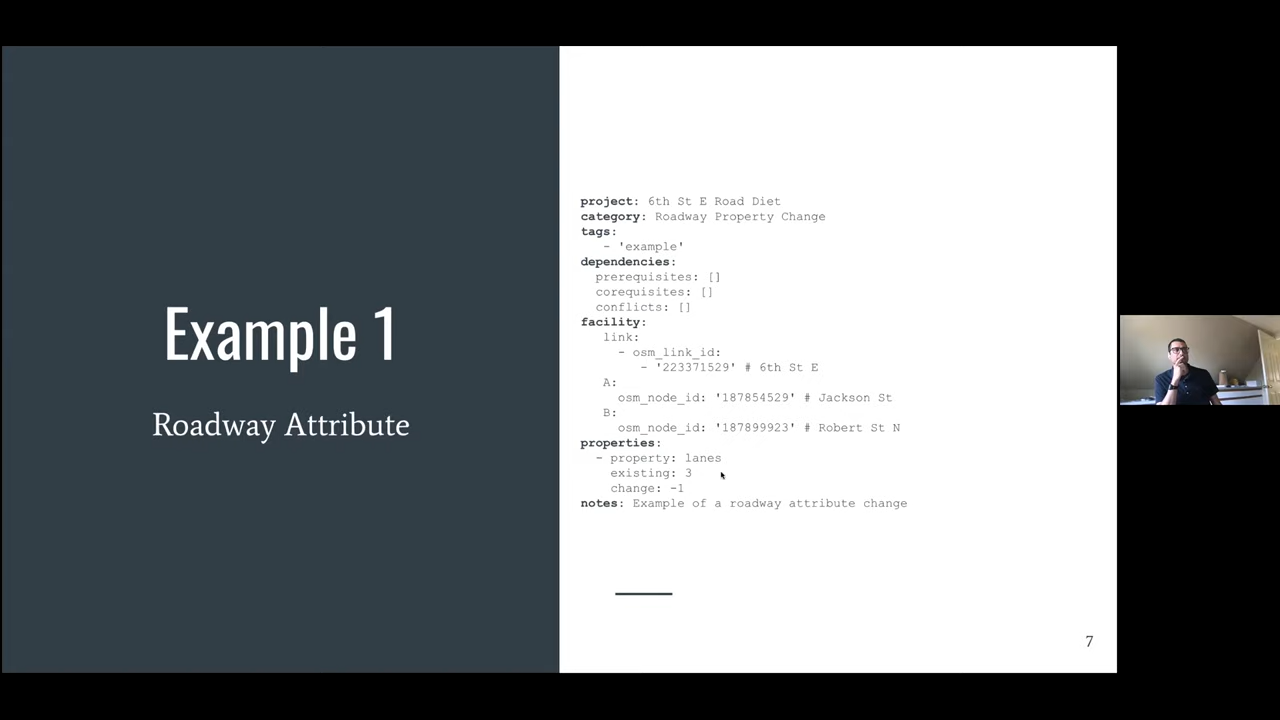 Example 1
Roadway Attribute
project: 6th St E Road Diet
category: Roadway Property Change
tags:
- 'example'
dependencies:
prerequisites: []
corequisites: []
conflicts: []
facility:
link:
- osm_link_id:
- '223371529' # 6th St E
A:
osm_node_id: '187854529' # Jackson St
B:
osm_node_id: '187899923' # Robert St N
properties:
- property: lanes
existing: 3
change: -1
notes: Example of a roadway attribute change
7